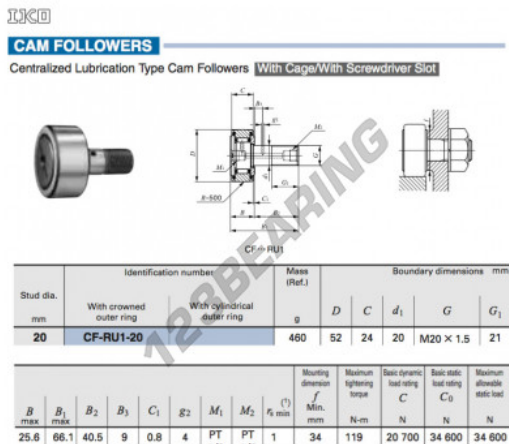 IKO
CAM FOLLOWERS
Centralized Lubrication Type Cam Followers With Cage/With Screwdriver Slot
C
D
G
R=500
B
CF-RU1
123BEARING
Stud dia.
mm
Identification number
With crowned outer ring
With cylindrical outer ring
Mass (Ref.)
g
Boundary dimensions mm
D C d1 G G1
20 CF-RU1-20 460 52 24 20 M20 × 1.5 21
B max B1 max B2 B3 C1 g2 M1 M2 rs min (1)
Mounting dimension f Min. mm
Maximum tightening torque N-m
Basic dynamic load rating C N
Basic static load rating C0 N
Maximum allowable static load N
25.6 66.1 40.5 9 0.8 4 PT PT 1 34 119 20 700 34 600 34 600